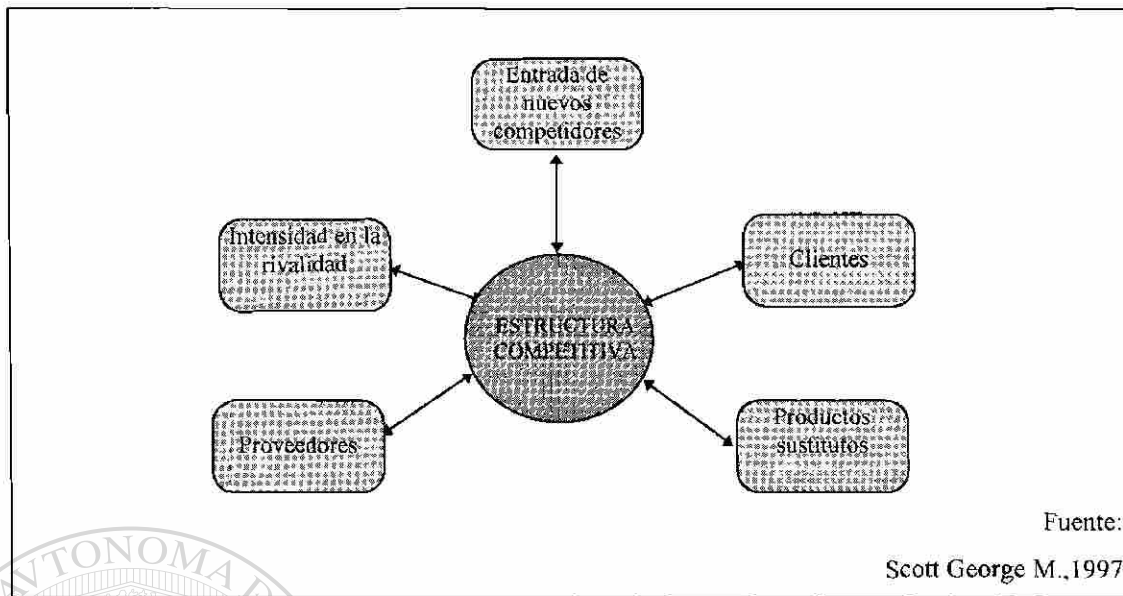 Entrada de
nuevos
competidores
Intensidad en la
rivalidad
Clientes
ESTRUCTURA
COMPETITIVA
Proveedores
Productos
sustitutos
Fuente:
Scott George M.,1997